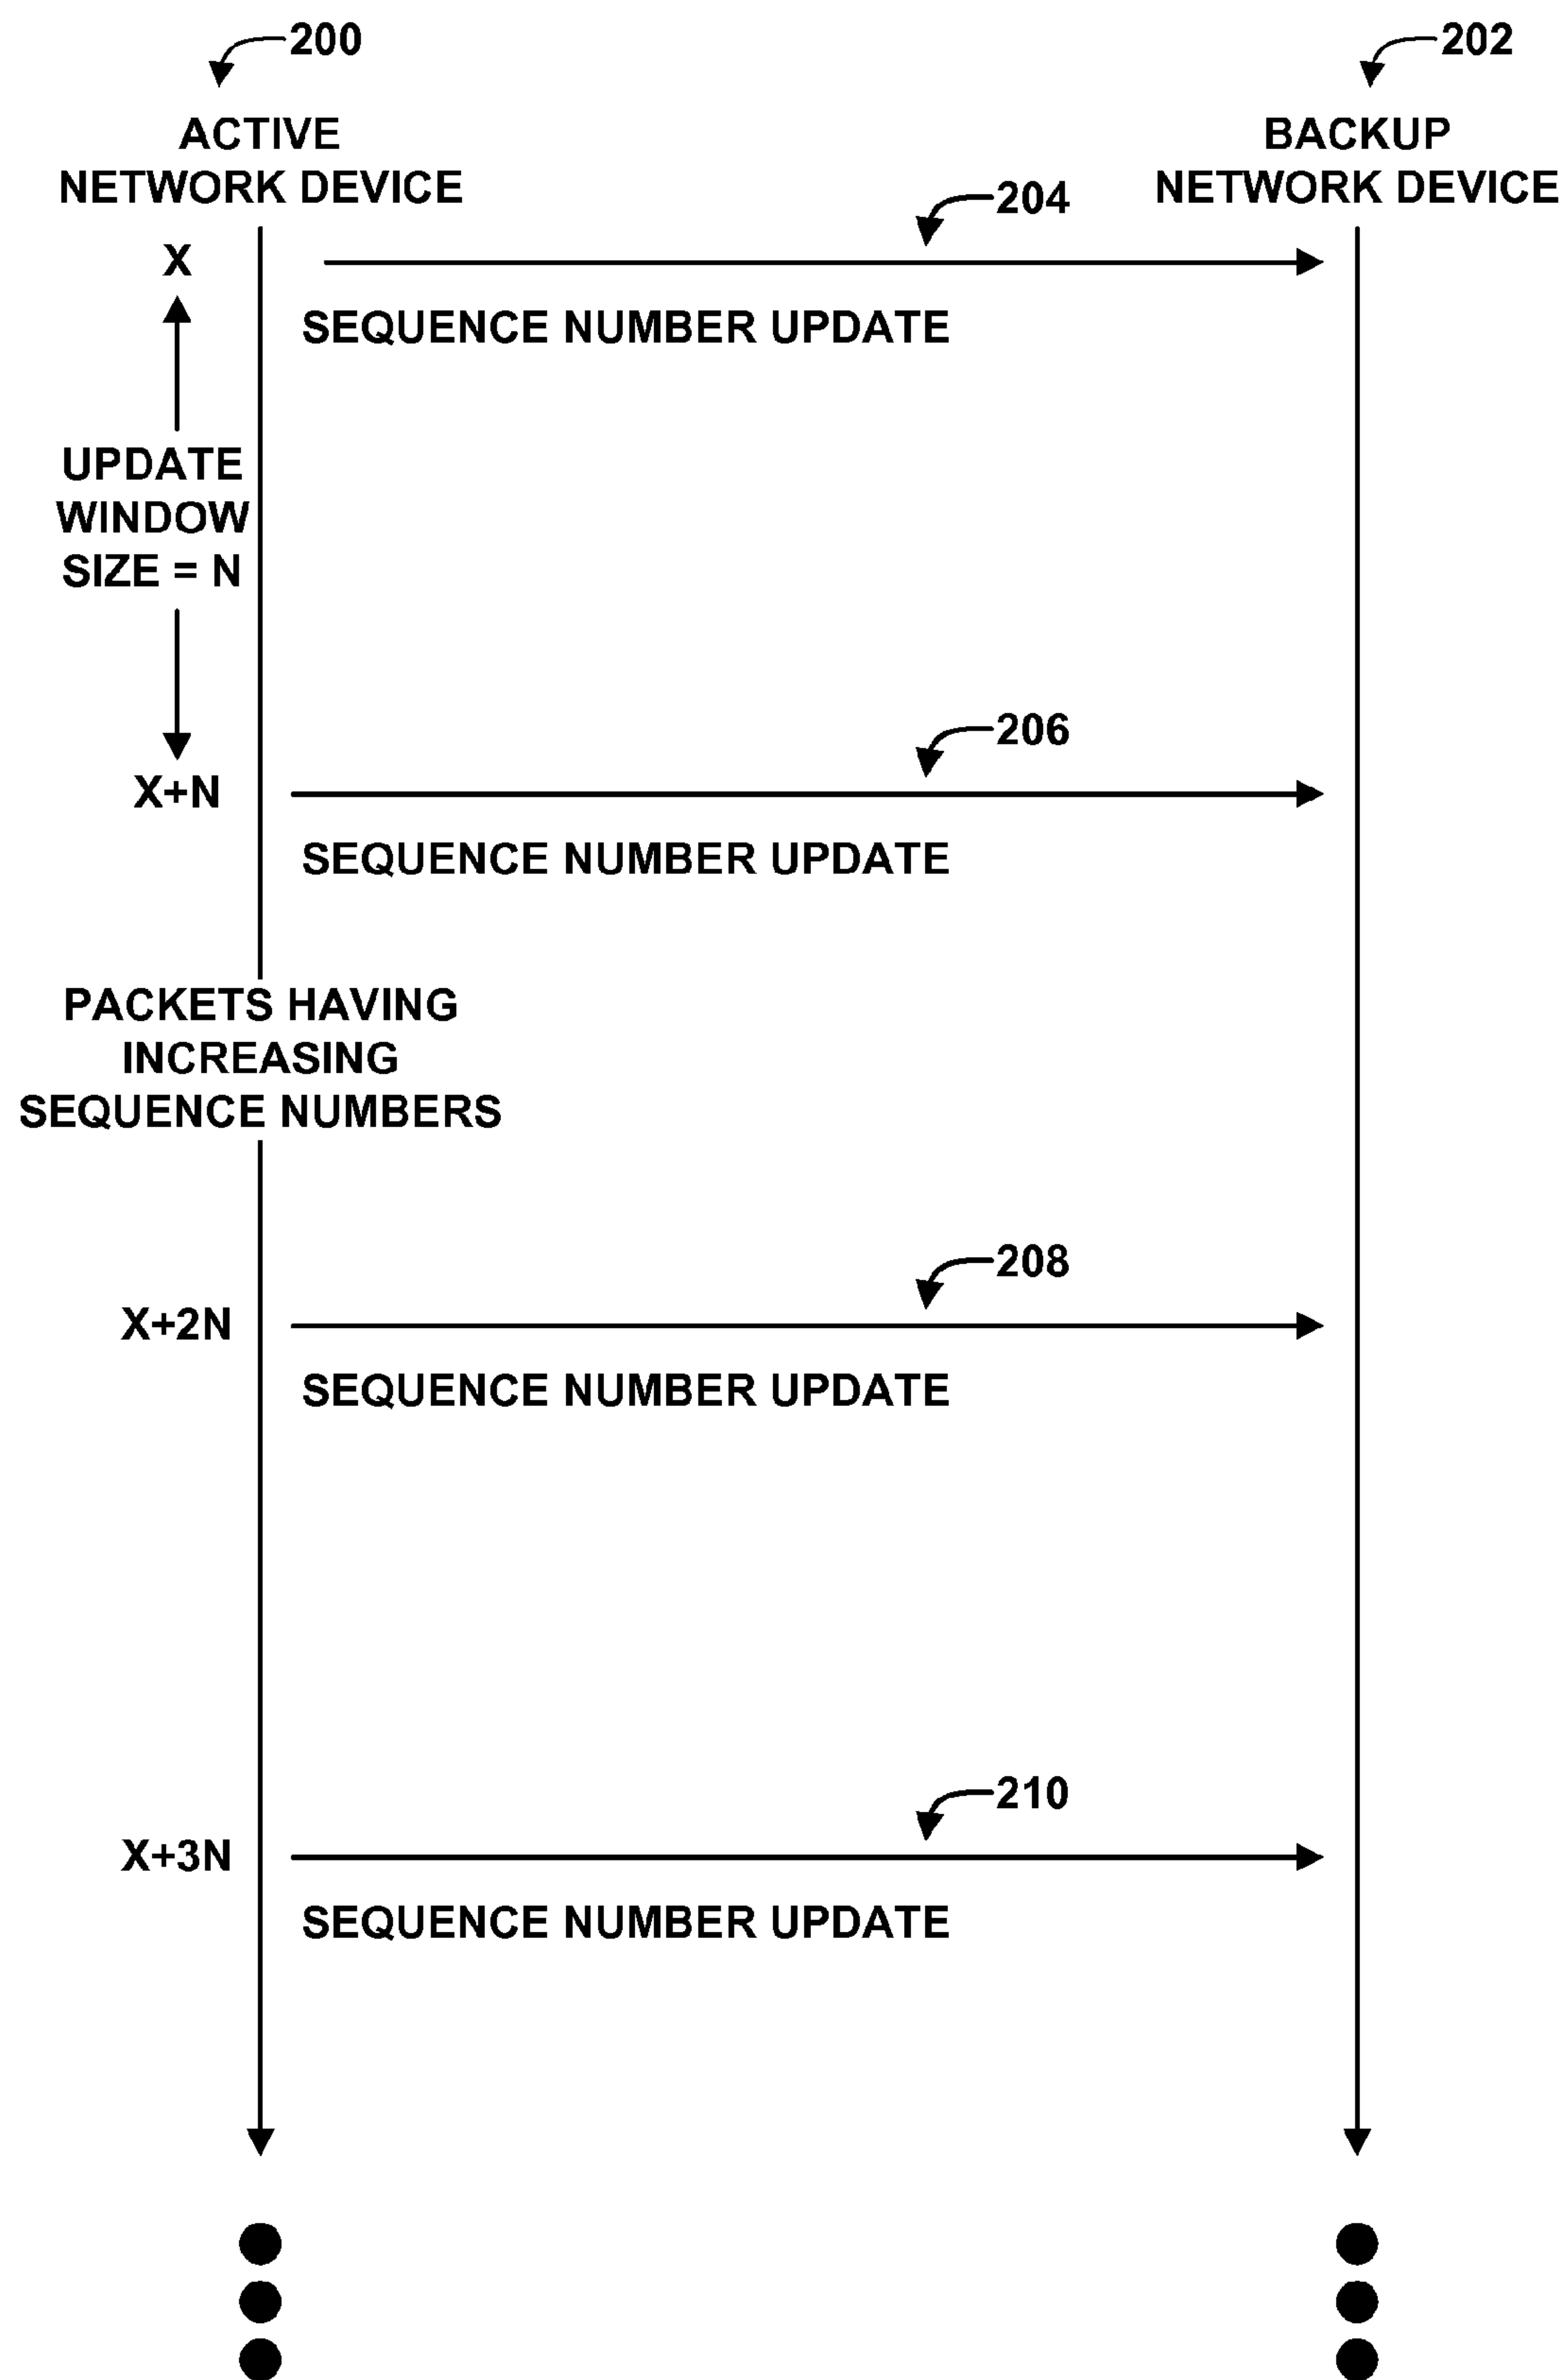 200
202
ACTIVE
NETWORK DEVICE
BACKUP
NETWORK DEVICE
204
X
SEQUENCE NUMBER UPDATE
UPDATE
WINDOW
SIZE = N
206
X+N
SEQUENCE NUMBER UPDATE
PACKETS HAVING
INCREASING
SEQUENCE NUMBERS
208
X+2N
SEQUENCE NUMBER UPDATE
210
X+3N
SEQUENCE NUMBER UPDATE